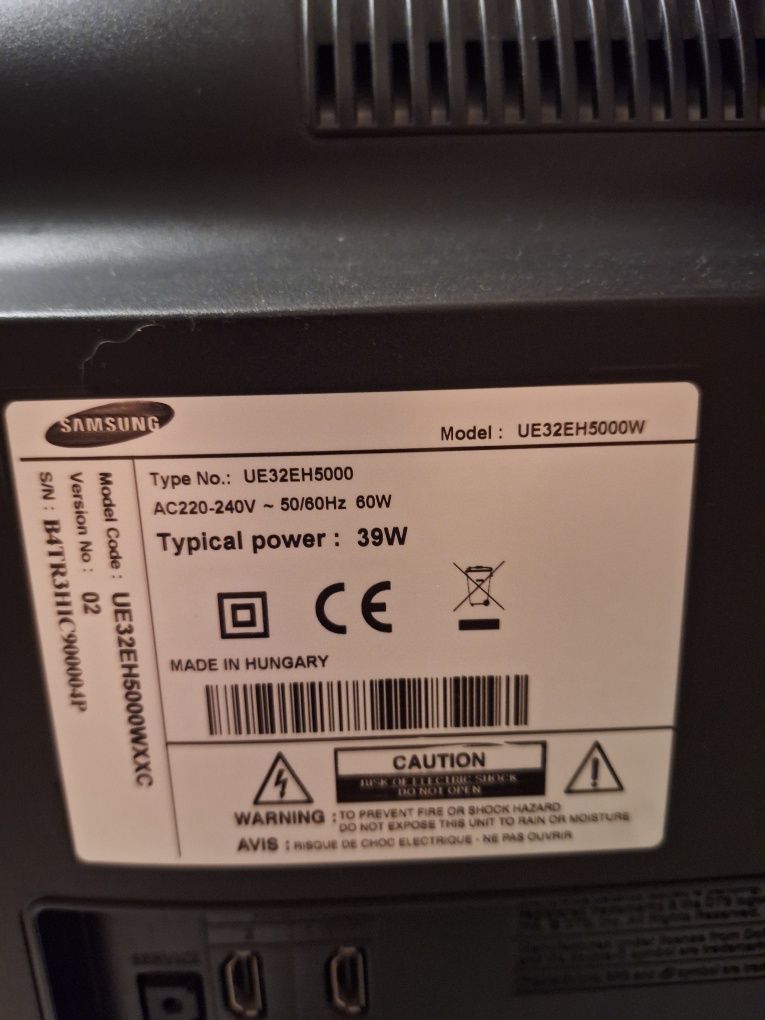 SAMSUNG
Model : UE32EH5000W
Type No.: UE32EH5000
AC220-240V ~ 50/60Hz 60W
Typical power : 39W
CE
MADE IN HUNGARY
Model Code : UE32EH5000WXXC
Version No : 02
S/N : B4TR3HIC900004P
CAUTION
RISK OF ELECTRIC SHOCK
DO NOT OPEN
WARNING : TO PREVENT FIRE OR SHOCK HAZARD
DO NOT EXPOSE THIS UNIT TO RAIN OR MOISTURE
AVIS : RISQUE DE CHOC ELECTRIQUE - NE PAS OUVRIR
SERVICE